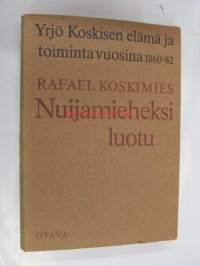 Yrjö Koskisen elämä ja
toiminta vuosina 1860-82
RAFAEL KOSKIMIES
Nuijamieheksi
luotu
OTAVA